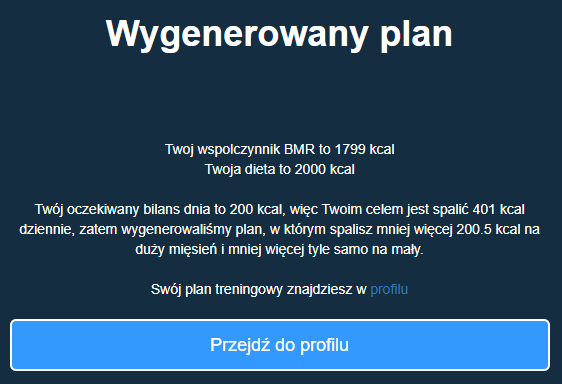 Wygenerowany plan
Twoj wspolczynnik BMR to 1799 kcal
Twoja dieta to 2000 kcal
Twój oczekiwany bilans dnia to 200 kcal, więc Twoim celem jest spalić 401 kcal
dziennie, zatem wygenerowaliśmy plan, w którym spalisz mniej więcej 200.5 kcal na
duży mięsień i mniej więcej tyle samo na mały.
Swój plan treningowy znajdziesz w profilu
Przejdź do profilu